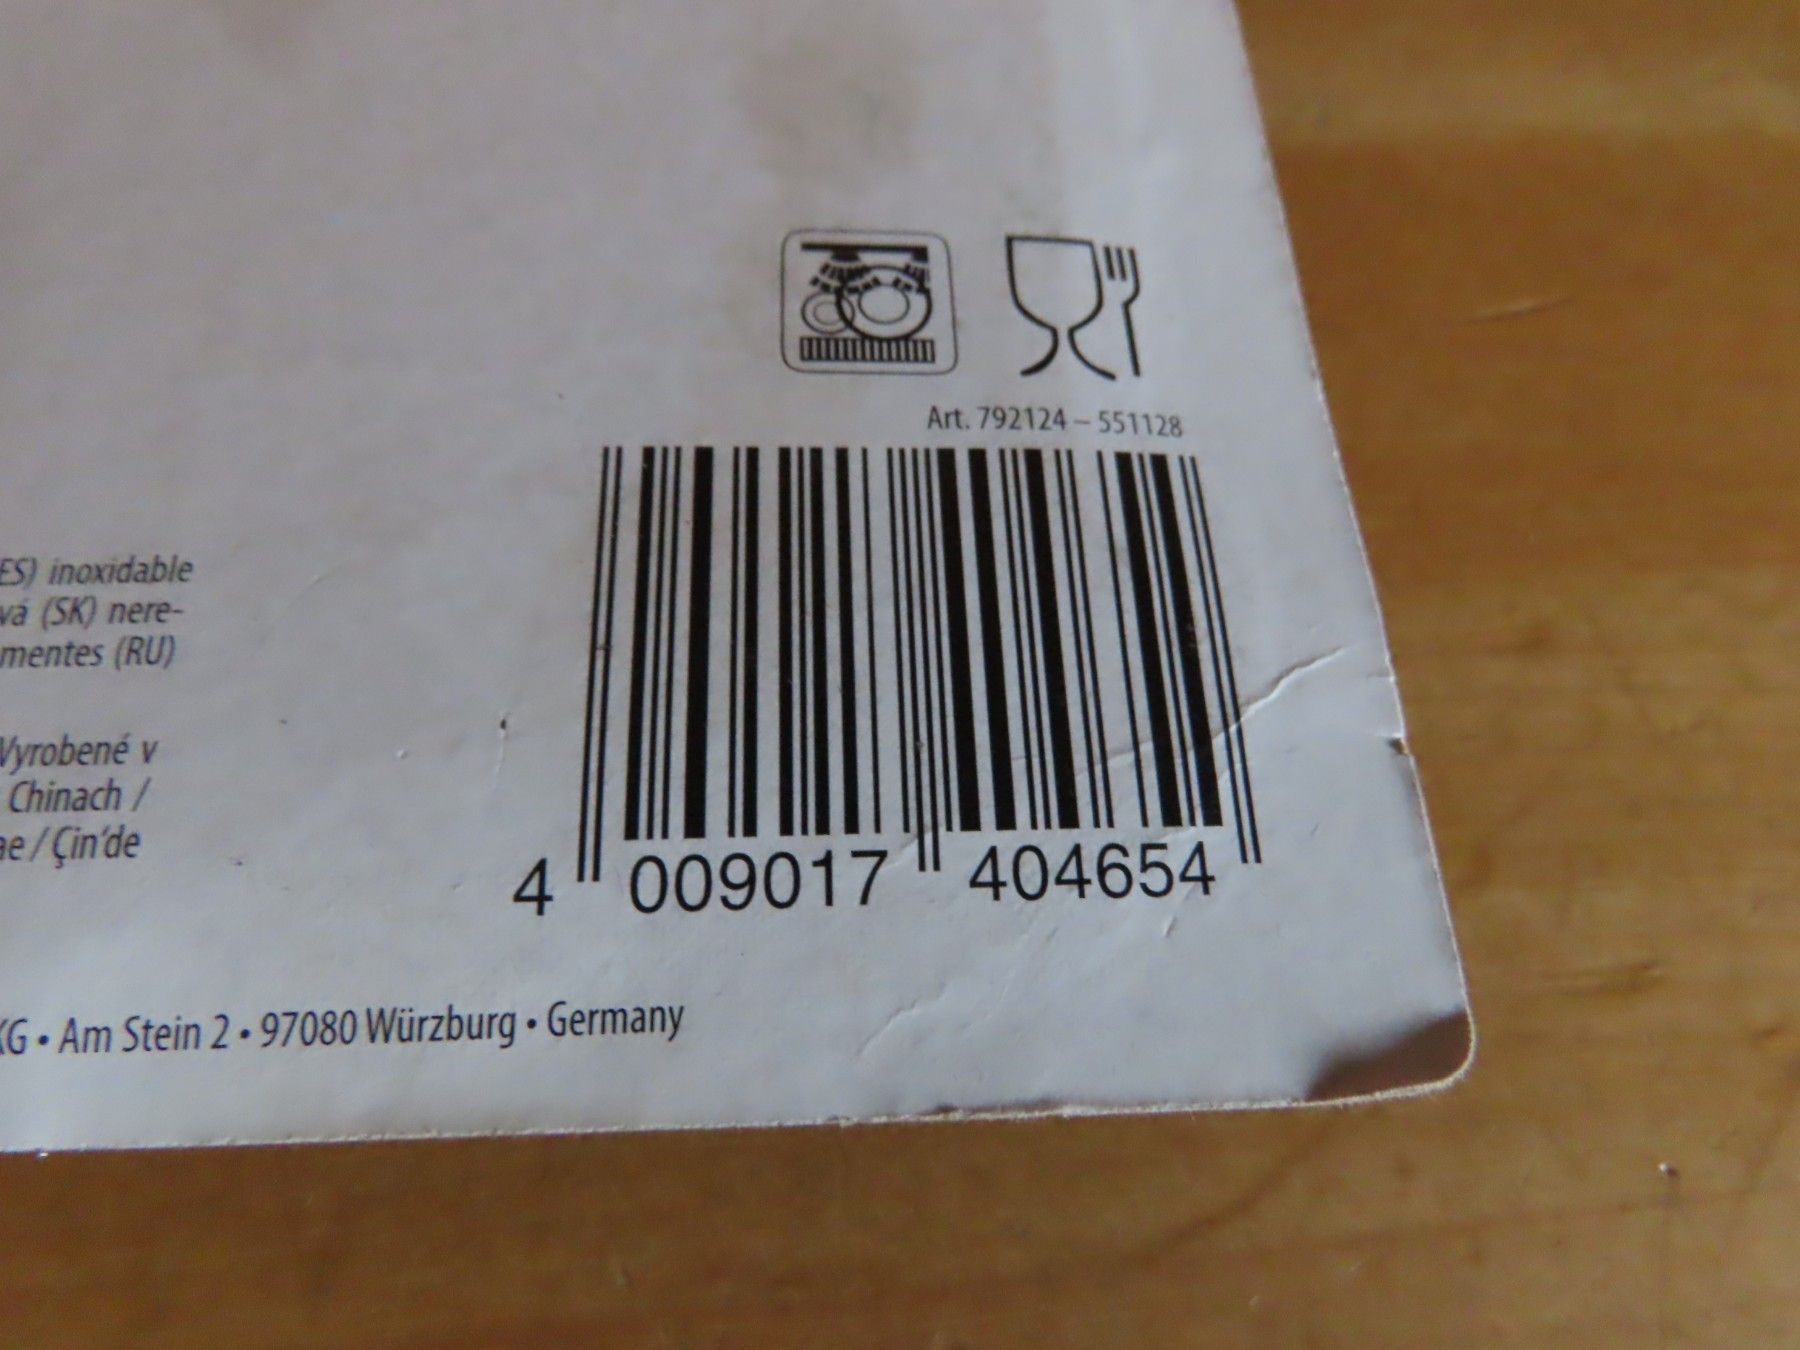 Art. 792124 – 551128
ES) inoxidable
vá (SK) nere-
mentes (RU)
Vyrobené v
Chinach /
ae / Çin‘de
4 009017 404654
KG • Am Stein 2 • 97080 Würzburg • Germany